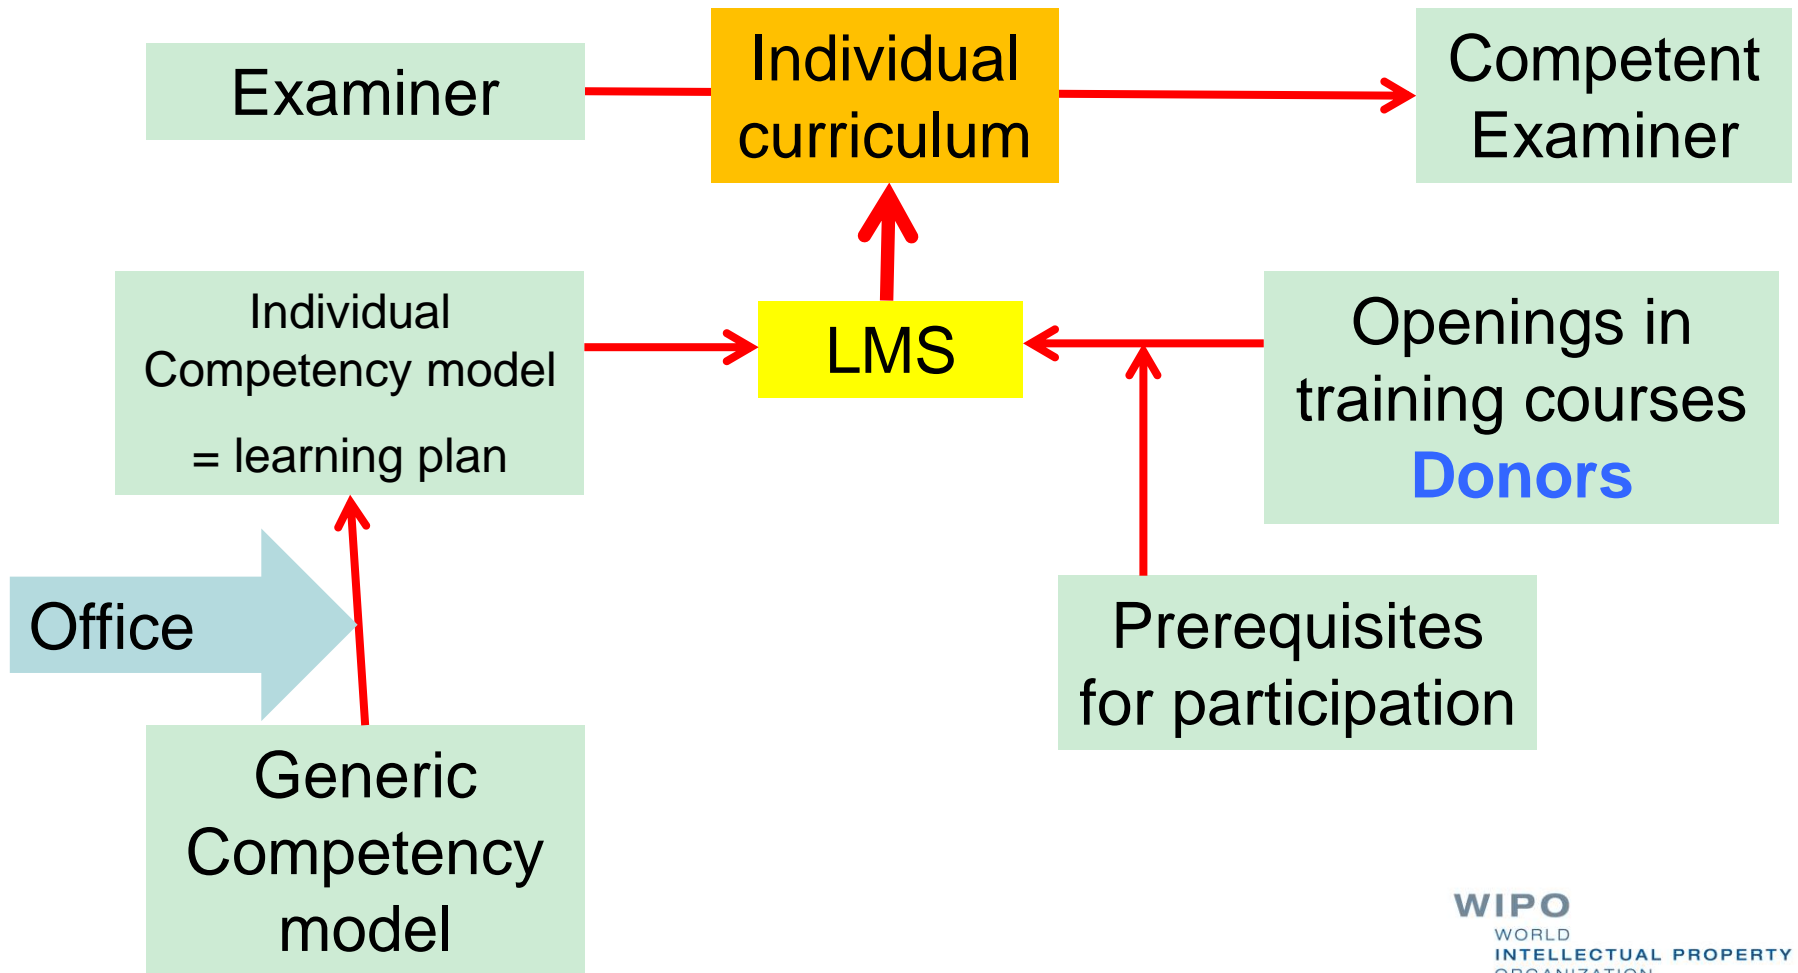 Examiner
Individual
curriculum
Competent
Examiner
Individual
Competency model
= learning plan
LMS
Openings in
training courses
Donors
Office
Prerequisites
for participation
Generic
Competency
model
WIPO
WORLD
INTELLECTUAL PROPERTY
ORGANIZATION